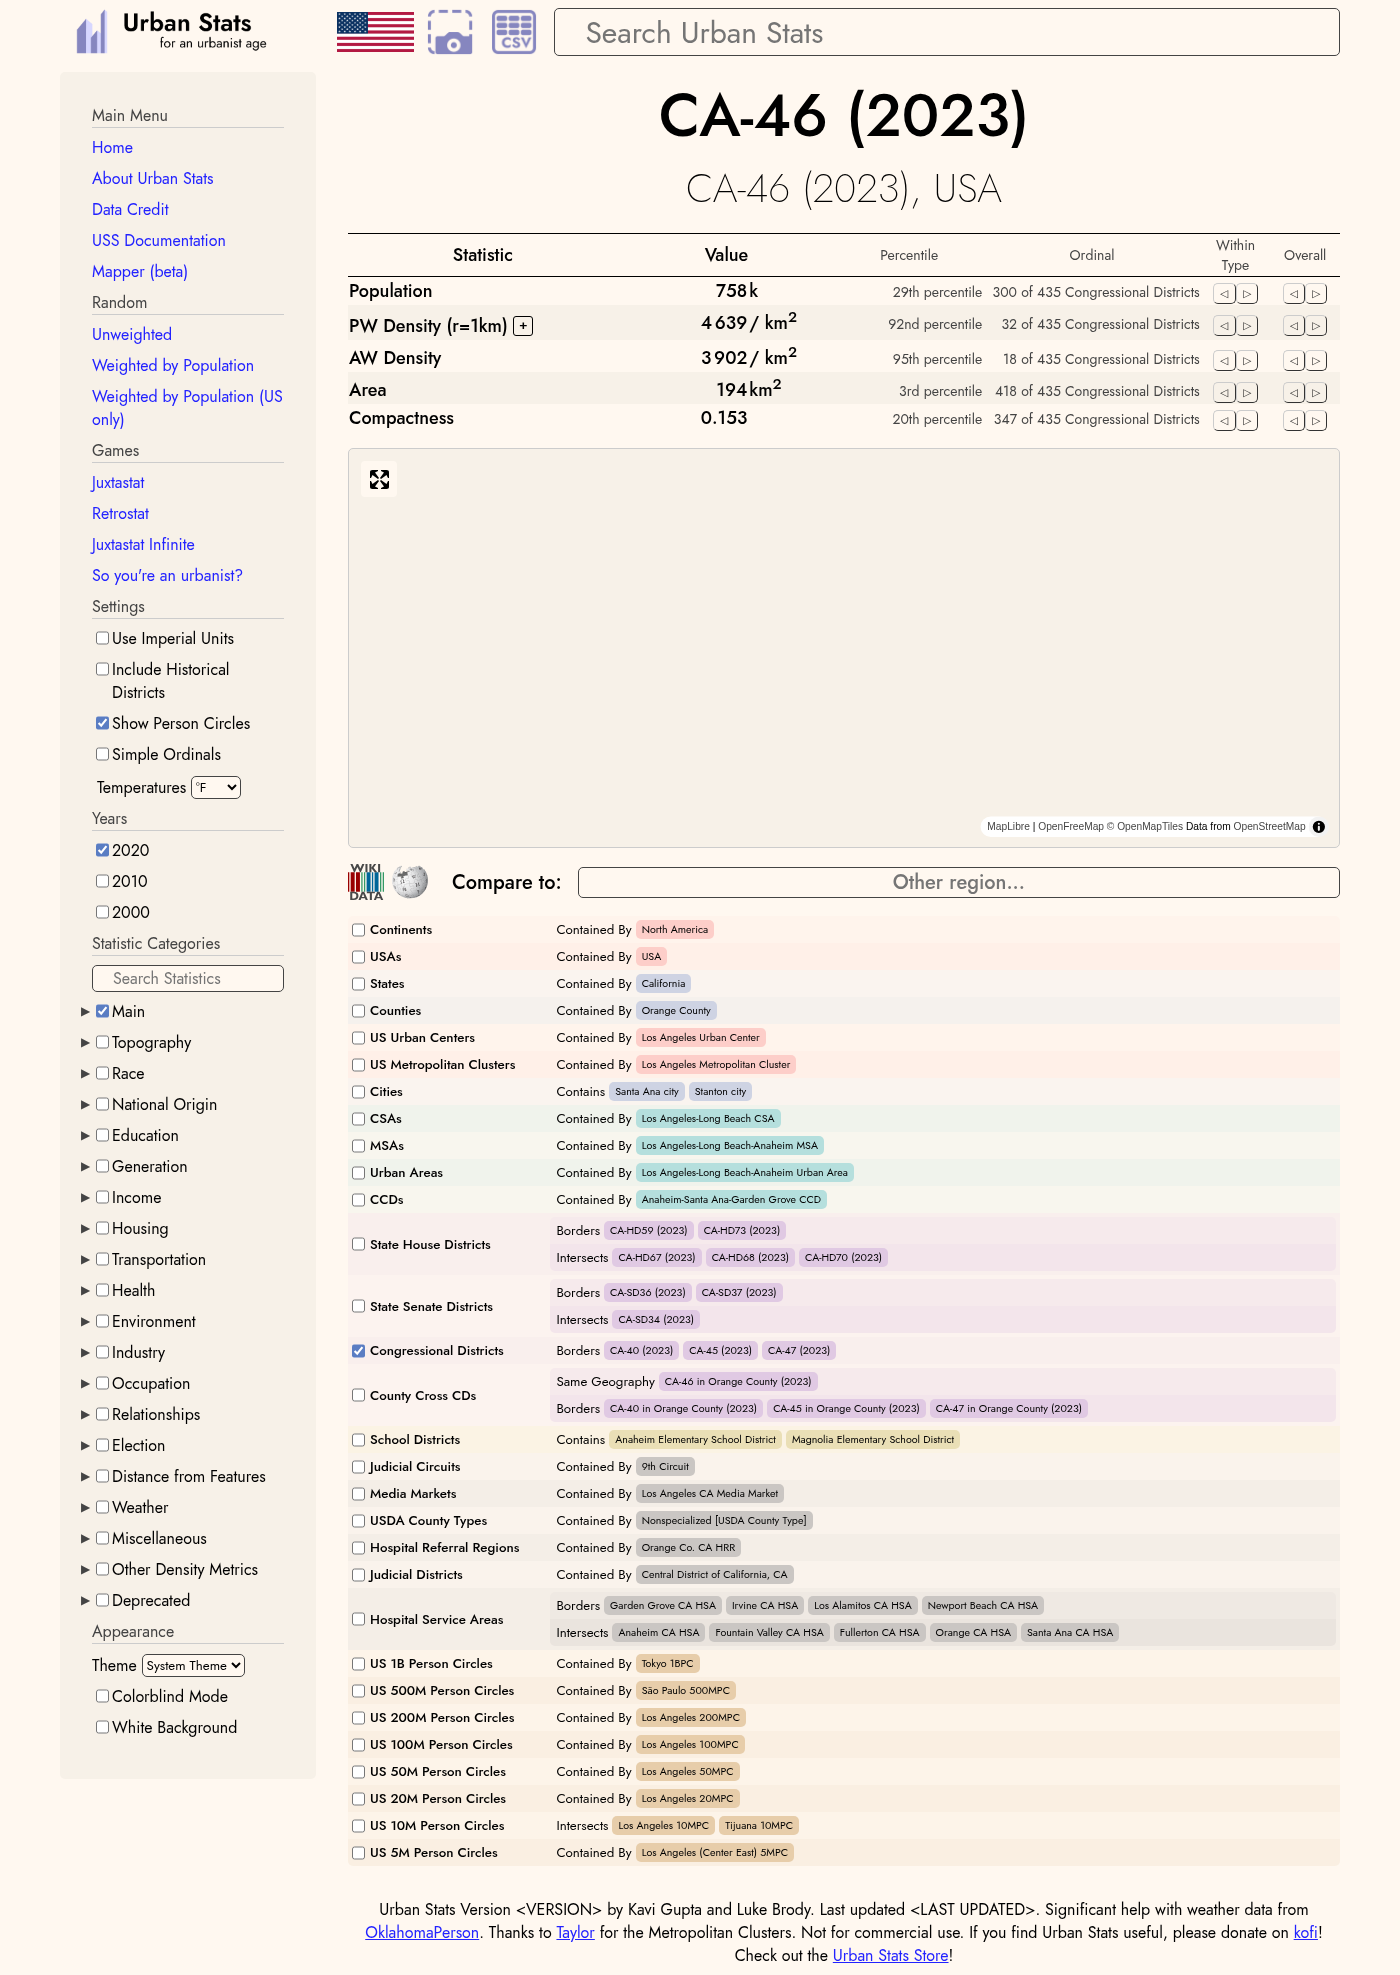 Urban Stats
for an urbanist age
CSV
Search Urban Stats
Main Menu
Home
About Urban Stats
Data Credit
USS Documentation
Mapper (beta)
Random
Unweighted
Weighted by Population
Weighted by Population (US
only)
Games
Juxtastat
Retrostat
Juxtastat Infinite
So you're an urbanist?
Settings
Use Imperial Units
Include Historical
Districts
Show Person Circles
Simple Ordinals
Temperatures °F
Years
2020
2010
2000
Statistic Categories
Search Statistics
Main
Topography
Race
National Origin
Education
Generation
Income
Housing
Transportation
Health
Environment
Industry
Occupation
Relationships
Election
Distance from Features
Weather
Miscellaneous
Other Density Metrics
Deprecated
Appearance
Theme System Theme
Colorblind Mode
White Background
CA-46 (2023)
CA-46 (2023), USA
Statistic Value Percentile Ordinal Within Type Overall
Population 758 k 29th percentile 300 of 435 Congressional Districts
PW Density (r=1km) + 4 639 / km² 92nd percentile 32 of 435 Congressional Districts
AW Density 3 902 / km² 95th percentile 18 of 435 Congressional Districts
Area 194 km² 3rd percentile 418 of 435 Congressional Districts
Compactness 0.153 20th percentile 347 of 435 Congressional Districts
MapLibre | OpenFreeMap © OpenMapTiles Data from OpenStreetMap
WIKI
DATA
Compare to: Other region...
Continents Contained By North America
USAs Contained By USA
States Contained By California
Counties Contained By Orange County
US Urban Centers Contained By Los Angeles Urban Center
US Metropolitan Clusters Contained By Los Angeles Metropolitan Cluster
Cities Contains Santa Ana city Stanton city
CSAs Contained By Los Angeles-Long Beach CSA
MSAs Contained By Los Angeles-Long Beach-Anaheim MSA
Urban Areas Contained By Los Angeles-Long Beach-Anaheim Urban Area
CCDs Contained By Anaheim-Santa Ana-Garden Grove CCD
State House Districts
Borders CA-HD59 (2023) CA-HD73 (2023)
Intersects CA-HD67 (2023) CA-HD68 (2023) CA-HD70 (2023)
State Senate Districts
Borders CA-SD36 (2023) CA-SD37 (2023)
Intersects CA-SD34 (2023)
Congressional Districts Borders CA-40 (2023) CA-45 (2023) CA-47 (2023)
County Cross CDs
Same Geography CA-46 in Orange County (2023)
Borders CA-40 in Orange County (2023) CA-45 in Orange County (2023) CA-47 in Orange County (2023)
School Districts Contains Anaheim Elementary School District Magnolia Elementary School District
Judicial Circuits Contained By 9th Circuit
Media Markets Contained By Los Angeles CA Media Market
USDA County Types Contained By Nonspecialized [USDA County Type]
Hospital Referral Regions Contained By Orange Co. CA HRR
Judicial Districts Contained By Central District of California, CA
Hospital Service Areas
Borders Garden Grove CA HSA Irvine CA HSA Los Alamitos CA HSA Newport Beach CA HSA
Intersects Anaheim CA HSA Fountain Valley CA HSA Fullerton CA HSA Orange CA HSA Santa Ana CA HSA
US 1B Person Circles Contained By Tokyo 1BPC
US 500M Person Circles Contained By São Paulo 500MPC
US 200M Person Circles Contained By Los Angeles 200MPC
US 100M Person Circles Contained By Los Angeles 100MPC
US 50M Person Circles Contained By Los Angeles 50MPC
US 20M Person Circles Contained By Los Angeles 20MPC
US 10M Person Circles Intersects Los Angeles 10MPC Tijuana 10MPC
US 5M Person Circles Contained By Los Angeles (Center East) 5MPC
Urban Stats Version <VERSION> by Kavi Gupta and Luke Brody. Last updated <LAST UPDATED>. Significant help with weather data from
OklahomaPerson. Thanks to Taylor for the Metropolitan Clusters. Not for commercial use. If you find Urban Stats useful, please donate on kofi!
Check out the Urban Stats Store!